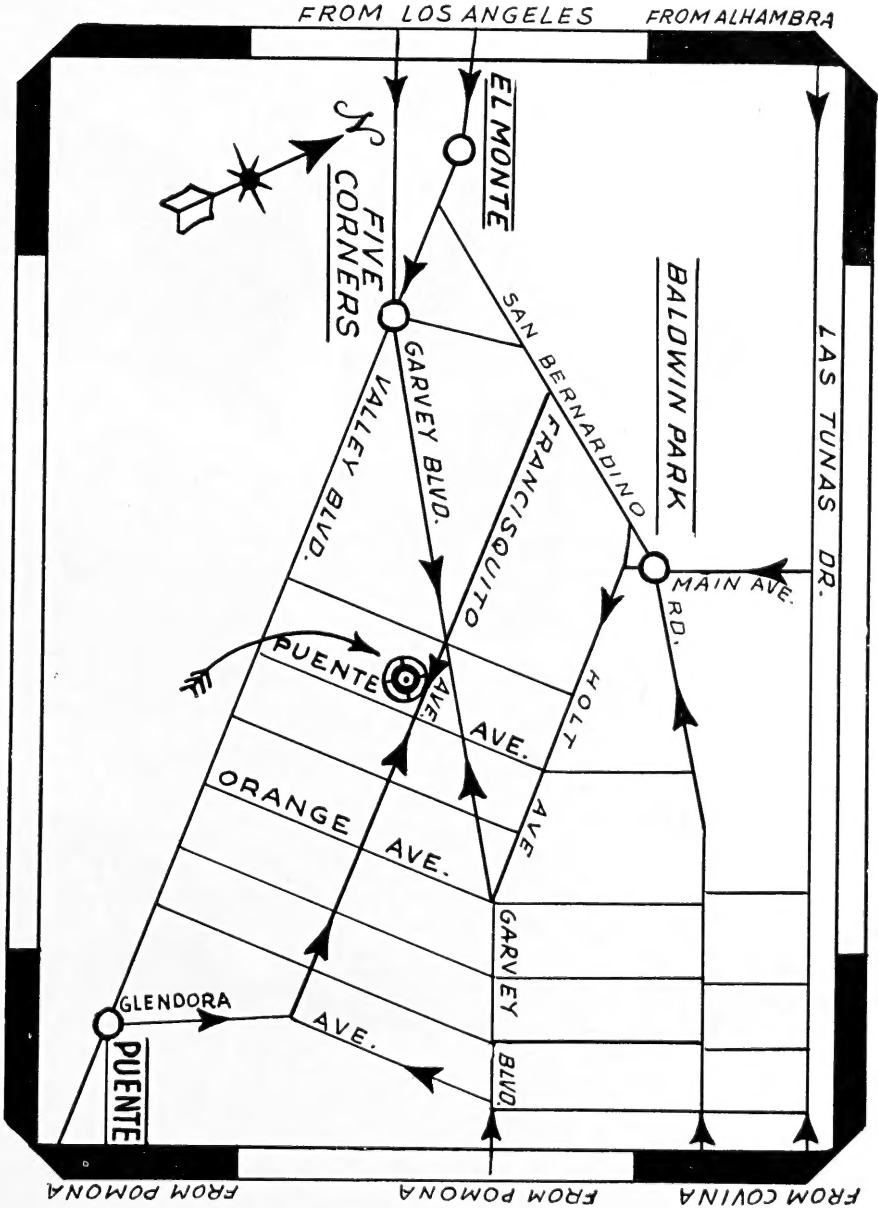 FROM LOS ANGELES
FROM ALHAMBRA
N
EL MONTE
FIVE
CORNERS
BALDWIN PARK
LAS TUNAS DR.
SAN BERNARDINO
RD.
GARVEY BLVD.
VALLEY BLVD.
FRANCISQUITO
AVE.
MAIN AVE.
HOLT
AVE
PUENTE
AVE.
ORANGE
AVE.
GARVEY
BLVD.
GLENDORA
AVE.
PUENTE
FROM POMONA
FROM POMONA
FROM COVINA